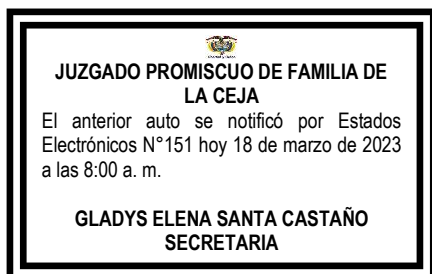 JUZGADO PROMISCUO DE FAMILIA DE
LA CEJA
El anterior auto se notificó por Estados
Electrónicos N°151 hoy 18 de marzo de 2023
a las 8:00 a. m.
GLADYS ELENA SANTA CASTAÑO
SECRETARIA